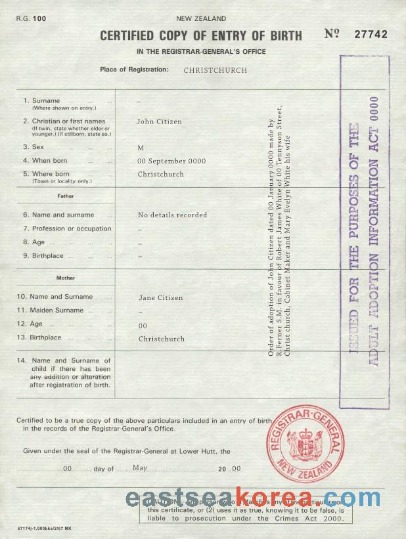 R.G. 100
NEW ZEALAND
CERTIFIED COPY OF ENTRY OF BIRTH
Nº 27742
IN THE REGISTRAR-GENERAL'S OFFICE
Place of Registration: CHRISTCHURCH
1. Surname –
(Where shown on entry.)
2. Christian or first names John Citizen
(If twin, state whether elder or
younger.) (If stillborn, state so.)
3. Sex M
4. When born 00 September 0000
5. Where born Christchurch
(Town or locality only.)
Father
6. Name and surname No details recorded
7. Profession or occupation –
8. Age –
9. Birthplace –
Mother
10. Name and Surname Jane Citizen
11. Maiden Surname –
12. Age 00
13. Birthplace Christchurch
14. Name and Surname of
child if there has been
any addition or alteration
after registration of birth.
Order of adoption of John Citizen dated 00 January 0000 made by
S.M. in favour of Robert James White of 00 Tennyson Street,
Christchurch, Cabinet Maker and Mary Evelyn White his wife
ISSUED FOR THE PURPOSES OF THE
ADULT ADOPTION INFORMATION ACT 0000
Certified to be a true copy of the above particulars included in an entry of birth
in the records of the Registrar-General's Office.
Given under the seal of the Registrar-General at Lower Hutt, the
00 day of May 20 00
REGISTRAR-GENERAL
NEW ZEALAND
eastseakorea.com
this certificate, or (2) uses it as true, knowing it to be false, is
liable to prosecution under the Crimes Act 2000.